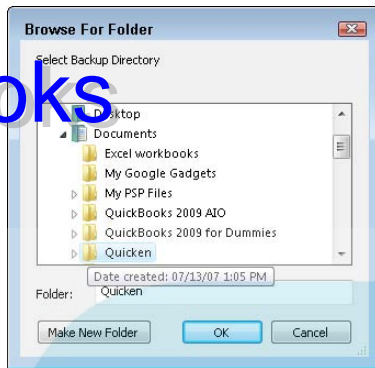 Browse For Folder
Select Backup Directory
oks
Desktop
Documents
Excel workbooks
My Google Gadgets
My PSP Files
QuickBooks 2009 AIO
QuickBooks 2009 for Dummies
Quicken
Date created: 07/13/07 1:05 PM
Folder: Quicken
Make New Folder OK Cancel